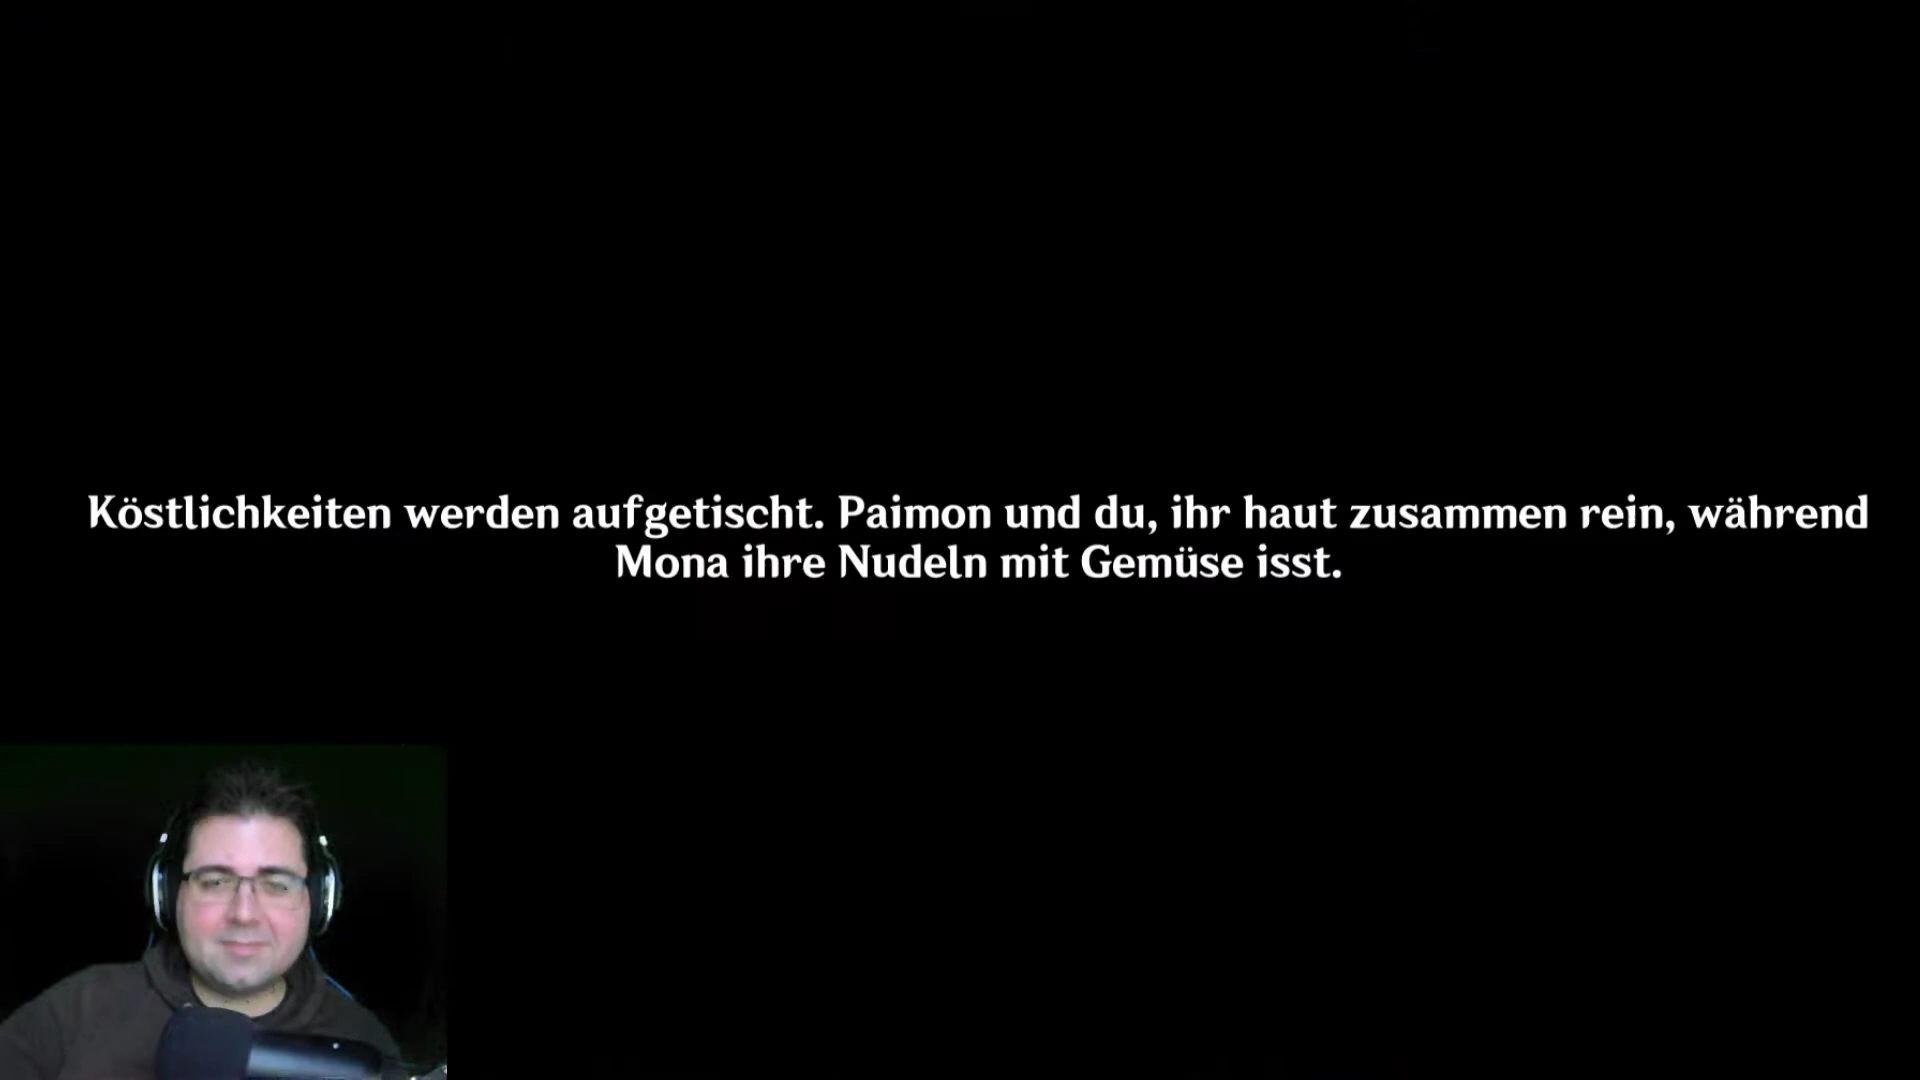 Köstlichkeiten werden aufgetischt. Paimon und du, ihr haut zusammen rein, während
Mona ihre Nudeln mit Gemüse isst.